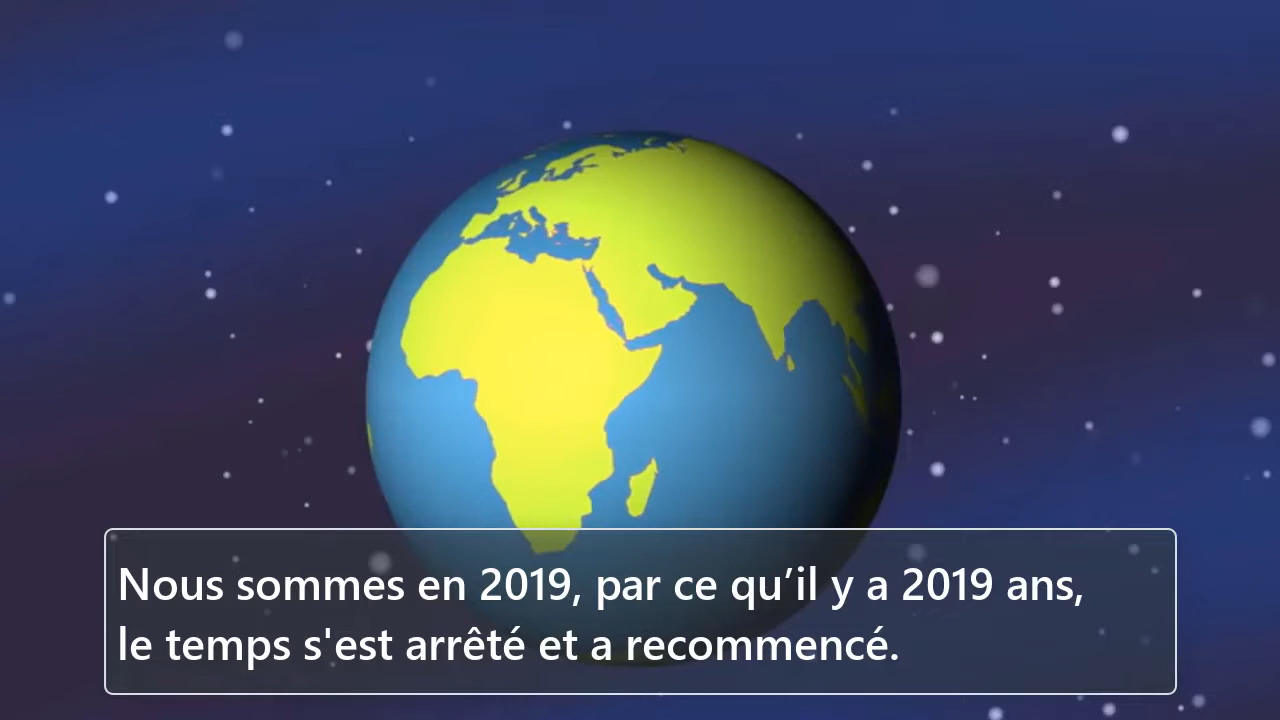 Nous sommes en 2019, par ce qu’il y a 2019 ans,
le temps s'est arrêté et a recommencé.